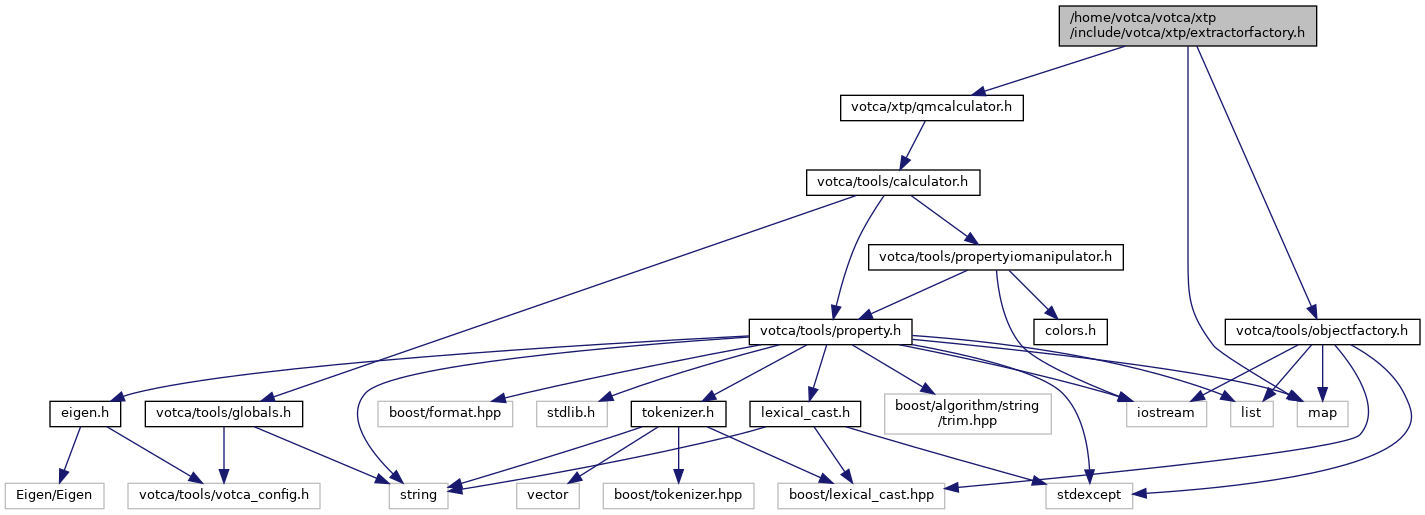 /home/votca/votca/xtp
/include/votca/xtp/extractorfactory.h
votca/xtp/qmcalculator.h
votca/tools/calculator.h
votca/tools/propertyiomanipulator.h
votca/tools/property.h
colors.h
votca/tools/objectfactory.h
eigen.h
votca/tools/globals.h
boost/format.hpp
stdlib.h
tokenizer.h
lexical_cast.h
boost/algorithm/string
/trim.hpp
iostream
list
map
Eigen/Eigen
votca/tools/votca_config.h
string
vector
boost/tokenizer.hpp
boost/lexical_cast.hpp
stdexcept